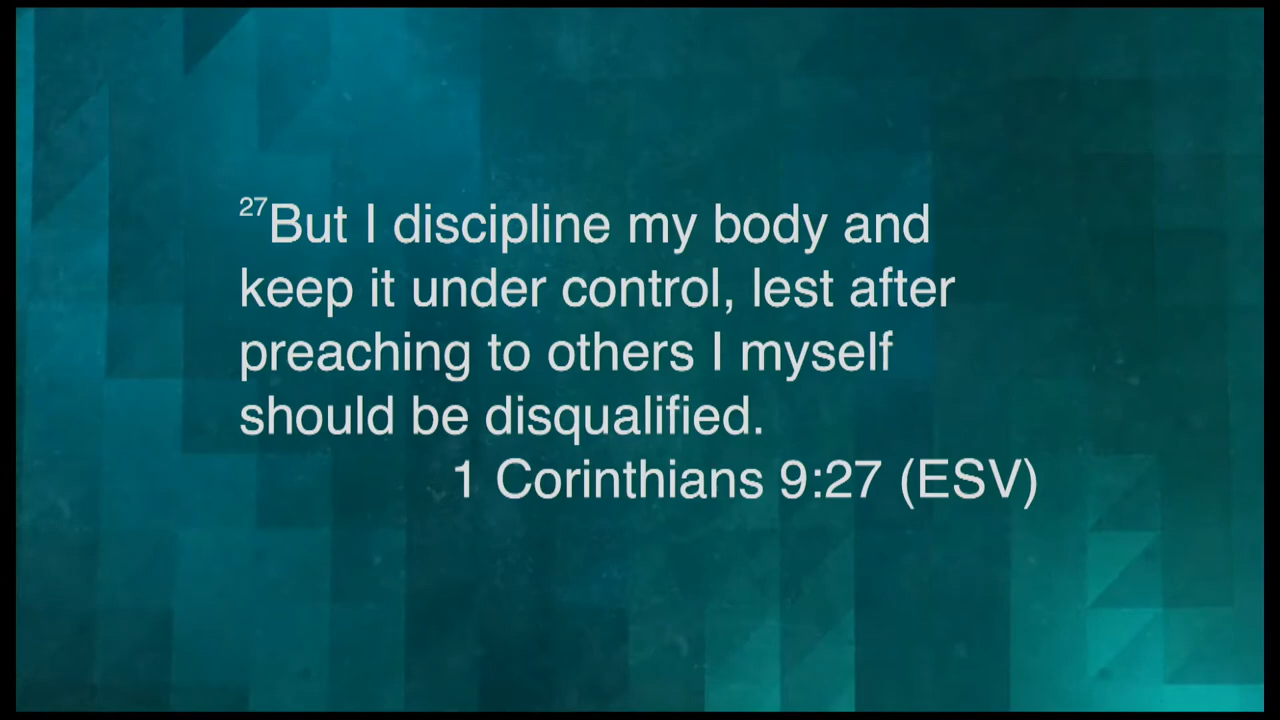 27But I discipline my body and
keep it under control, lest after
preaching to others I myself
should be disqualified.
1 Corinthians 9:27 (ESV)